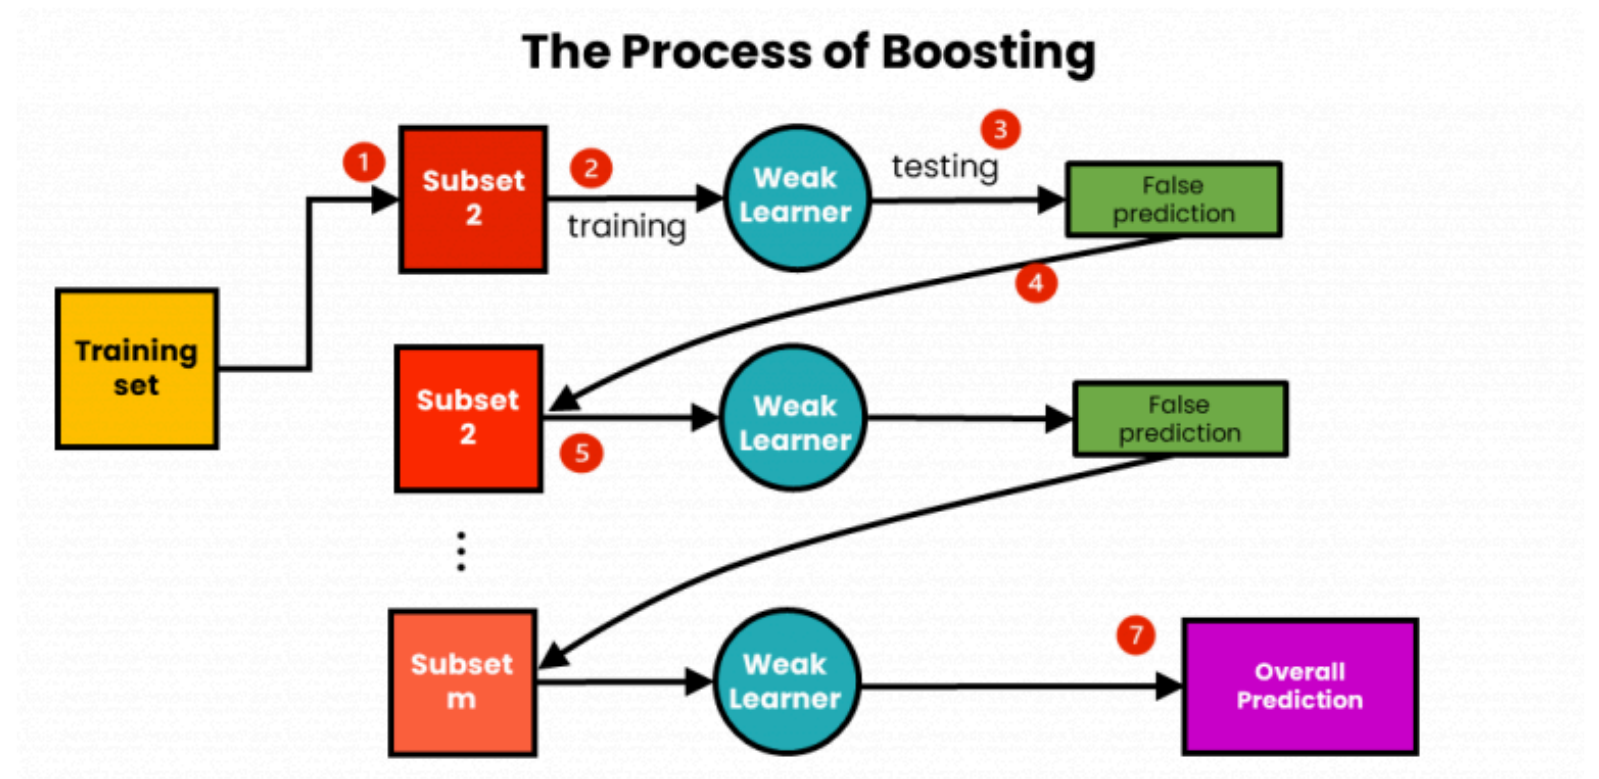 The Process of Boosting
3
1
2
Subset
2
training
Weak
Learner
testing
False
prediction
4
Training
set
Subset
2
5
Weak
Learner
False
prediction
Subset
m
Weak
Learner
7
Overall
Prediction